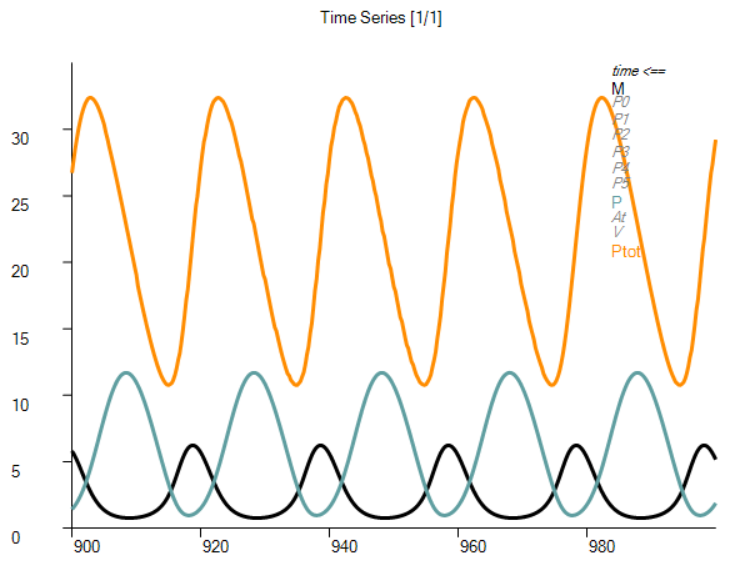 Time Series [1/1]
time <==
M
P0
P1
P2
P3
P4
P5
P
At
V
Ptot
30
25
20
15
10
5
0
900 920 940 960 980